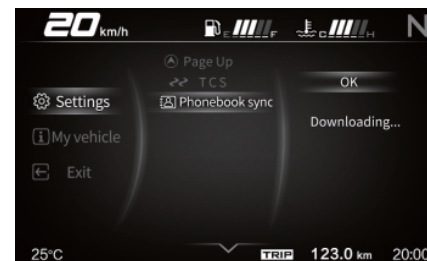 20 km/h E F C H N
Page Up
TCS OK
Settings Phonebook sync
Downloading...
My vehicle
Exit
25°C TRIP 123.0 km 20:00